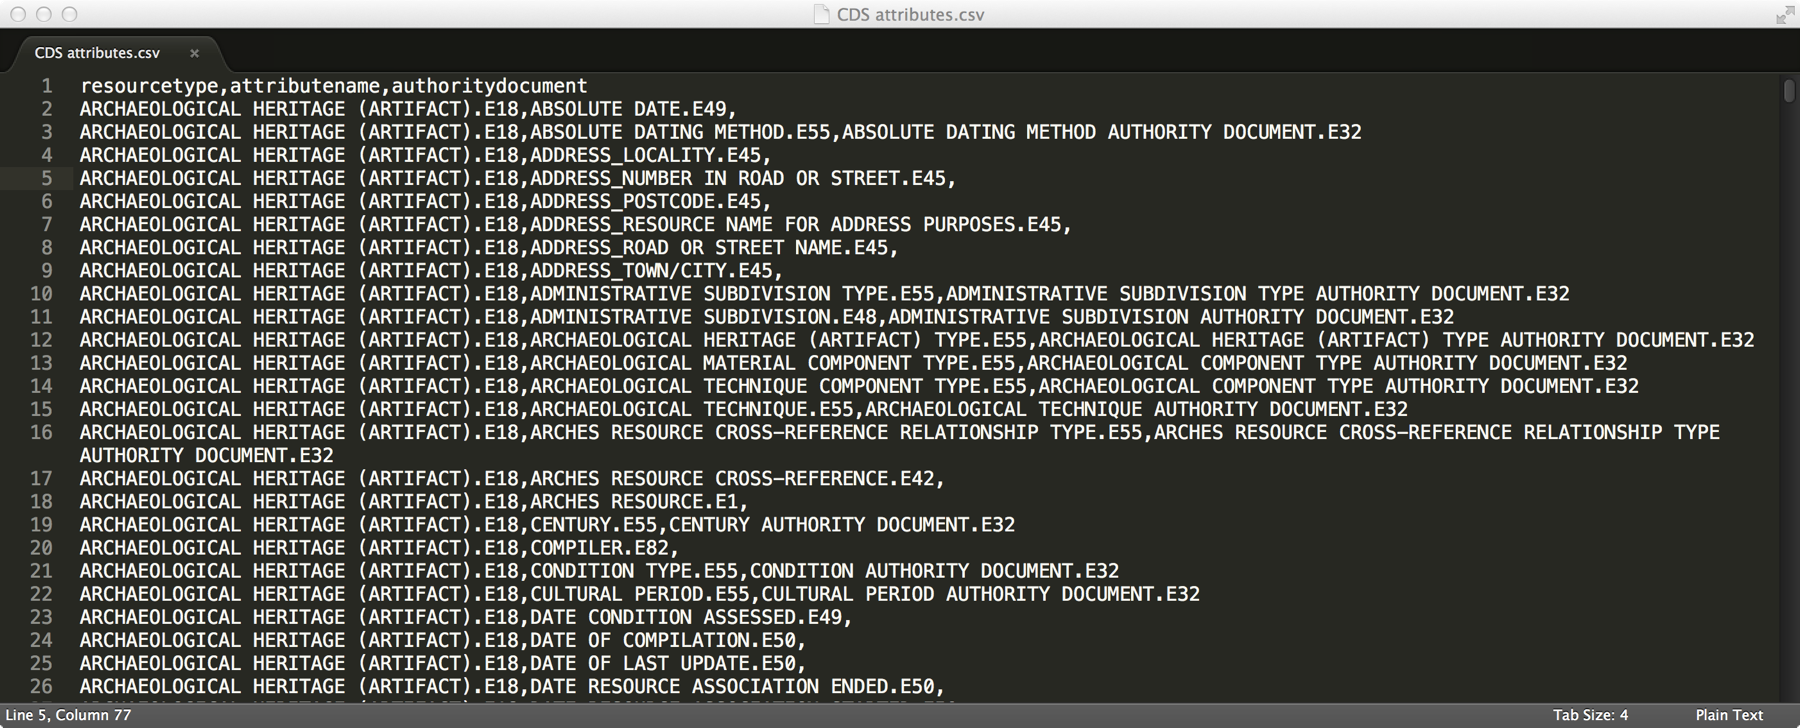 CDS attributes.csv
CDS attributes.csv ×
1 resourcetype,attributename,authoritydocument
2 ARCHAEOLOGICAL HERITAGE (ARTIFACT).E18,ABSOLUTE DATE.E49,
3 ARCHAEOLOGICAL HERITAGE (ARTIFACT).E18,ABSOLUTE DATING METHOD.E55,ABSOLUTE DATING METHOD AUTHORITY DOCUMENT.E32
4 ARCHAEOLOGICAL HERITAGE (ARTIFACT).E18,ADDRESS_LOCALITY.E45,
5 ARCHAEOLOGICAL HERITAGE (ARTIFACT).E18,ADDRESS_NUMBER IN ROAD OR STREET.E45,
6 ARCHAEOLOGICAL HERITAGE (ARTIFACT).E18,ADDRESS_POSTCODE.E45,
7 ARCHAEOLOGICAL HERITAGE (ARTIFACT).E18,ADDRESS_RESOURCE NAME FOR ADDRESS PURPOSES.E45,
8 ARCHAEOLOGICAL HERITAGE (ARTIFACT).E18,ADDRESS_ROAD OR STREET NAME.E45,
9 ARCHAEOLOGICAL HERITAGE (ARTIFACT).E18,ADDRESS_TOWN/CITY.E45,
10 ARCHAEOLOGICAL HERITAGE (ARTIFACT).E18,ADMINISTRATIVE SUBDIVISION TYPE.E55,ADMINISTRATIVE SUBDIVISION TYPE AUTHORITY DOCUMENT.E32
11 ARCHAEOLOGICAL HERITAGE (ARTIFACT).E18,ADMINISTRATIVE SUBDIVISION.E48,ADMINISTRATIVE SUBDIVISION AUTHORITY DOCUMENT.E32
12 ARCHAEOLOGICAL HERITAGE (ARTIFACT).E18,ARCHAEOLOGICAL HERITAGE (ARTIFACT) TYPE.E55,ARCHAEOLOGICAL HERITAGE (ARTIFACT) TYPE AUTHORITY DOCUMENT.E32
13 ARCHAEOLOGICAL HERITAGE (ARTIFACT).E18,ARCHAEOLOGICAL MATERIAL COMPONENT TYPE.E55,ARCHAEOLOGICAL COMPONENT TYPE AUTHORITY DOCUMENT.E32
14 ARCHAEOLOGICAL HERITAGE (ARTIFACT).E18,ARCHAEOLOGICAL TECHNIQUE COMPONENT TYPE.E55,ARCHAEOLOGICAL COMPONENT TYPE AUTHORITY DOCUMENT.E32
15 ARCHAEOLOGICAL HERITAGE (ARTIFACT).E18,ARCHAEOLOGICAL TECHNIQUE.E55,ARCHAEOLOGICAL TECHNIQUE AUTHORITY DOCUMENT.E32
16 ARCHAEOLOGICAL HERITAGE (ARTIFACT).E18,ARCHES RESOURCE CROSS-REFERENCE RELATIONSHIP TYPE.E55,ARCHES RESOURCE CROSS-REFERENCE RELATIONSHIP TYPE
AUTHORITY DOCUMENT.E32
17 ARCHAEOLOGICAL HERITAGE (ARTIFACT).E18,ARCHES RESOURCE CROSS-REFERENCE.E42,
18 ARCHAEOLOGICAL HERITAGE (ARTIFACT).E18,ARCHES RESOURCE.E1,
19 ARCHAEOLOGICAL HERITAGE (ARTIFACT).E18,CENTURY.E55,CENTURY AUTHORITY DOCUMENT.E32
20 ARCHAEOLOGICAL HERITAGE (ARTIFACT).E18,COMPILER.E82,
21 ARCHAEOLOGICAL HERITAGE (ARTIFACT).E18,CONDITION TYPE.E55,CONDITION AUTHORITY DOCUMENT.E32
22 ARCHAEOLOGICAL HERITAGE (ARTIFACT).E18,CULTURAL PERIOD.E55,CULTURAL PERIOD AUTHORITY DOCUMENT.E32
23 ARCHAEOLOGICAL HERITAGE (ARTIFACT).E18,DATE CONDITION ASSESSED.E49,
24 ARCHAEOLOGICAL HERITAGE (ARTIFACT).E18,DATE OF COMPILATION.E50,
25 ARCHAEOLOGICAL HERITAGE (ARTIFACT).E18,DATE OF LAST UPDATE.E50,
26 ARCHAEOLOGICAL HERITAGE (ARTIFACT).E18,DATE RESOURCE ASSOCIATION ENDED.E50,
Line 5, Column 77 Tab Size: 4 Plain Text